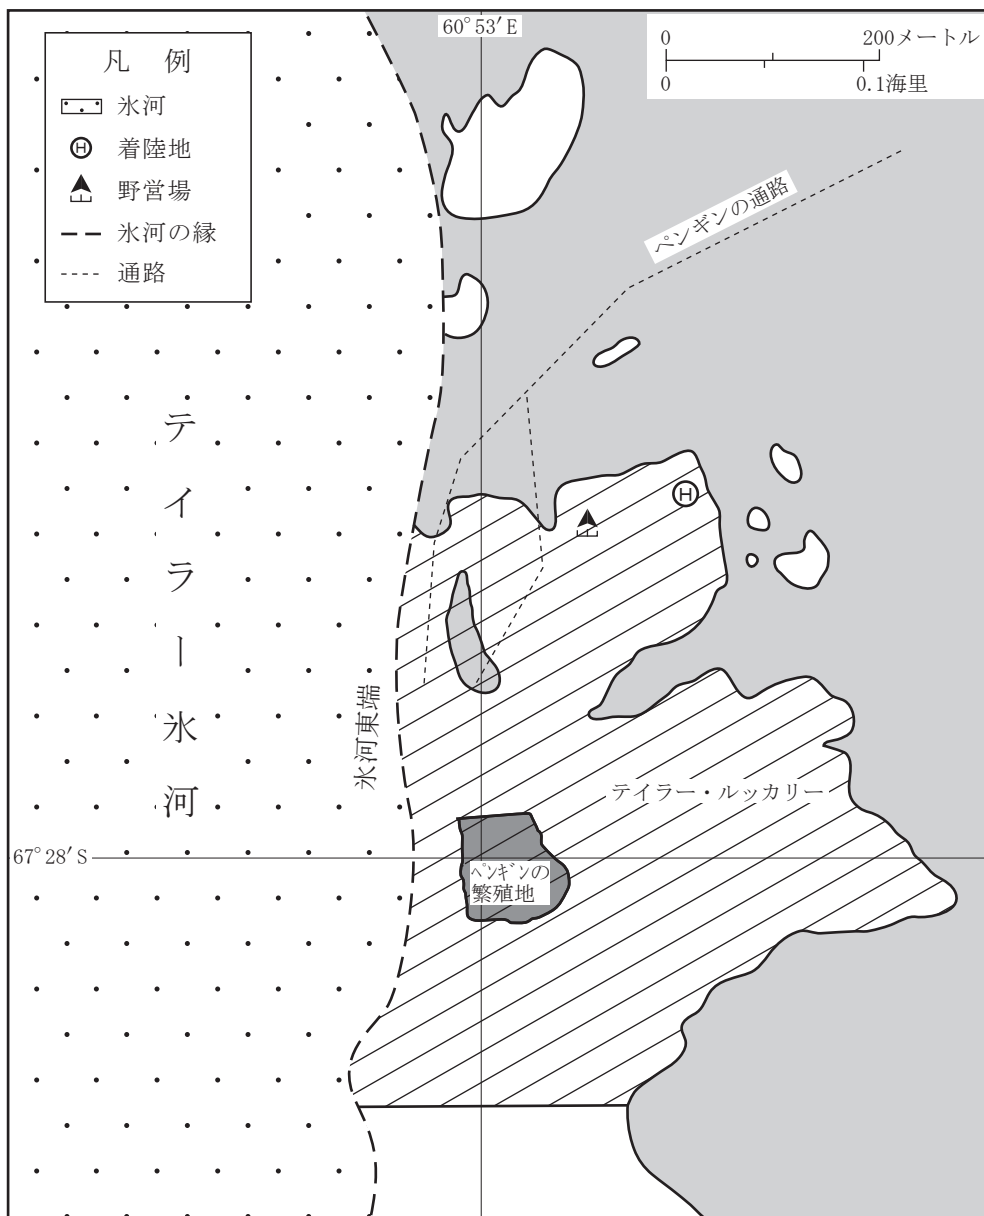 60°53′E
0 200メートル
0 0.1海里
凡 例
氷河
Ⓗ 着陸地
野営場
氷河の縁
通路
ペンギンの通路
Ⓗ
テイラー氷河
氷河東端
テイラー・ルッカリー
67°28′S
ペンギンの
繁殖地